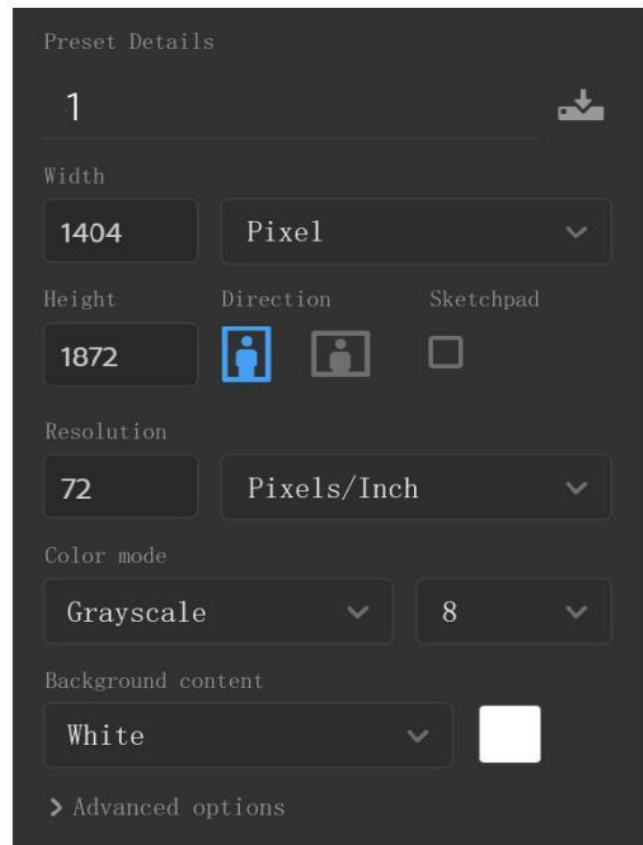 Preset Details
1
Width
1404 Pixel
Height Direction Sketchpad
1872
Resolution
72 Pixels/Inch
Color mode
Grayscale 8
Background content
White
Advanced options